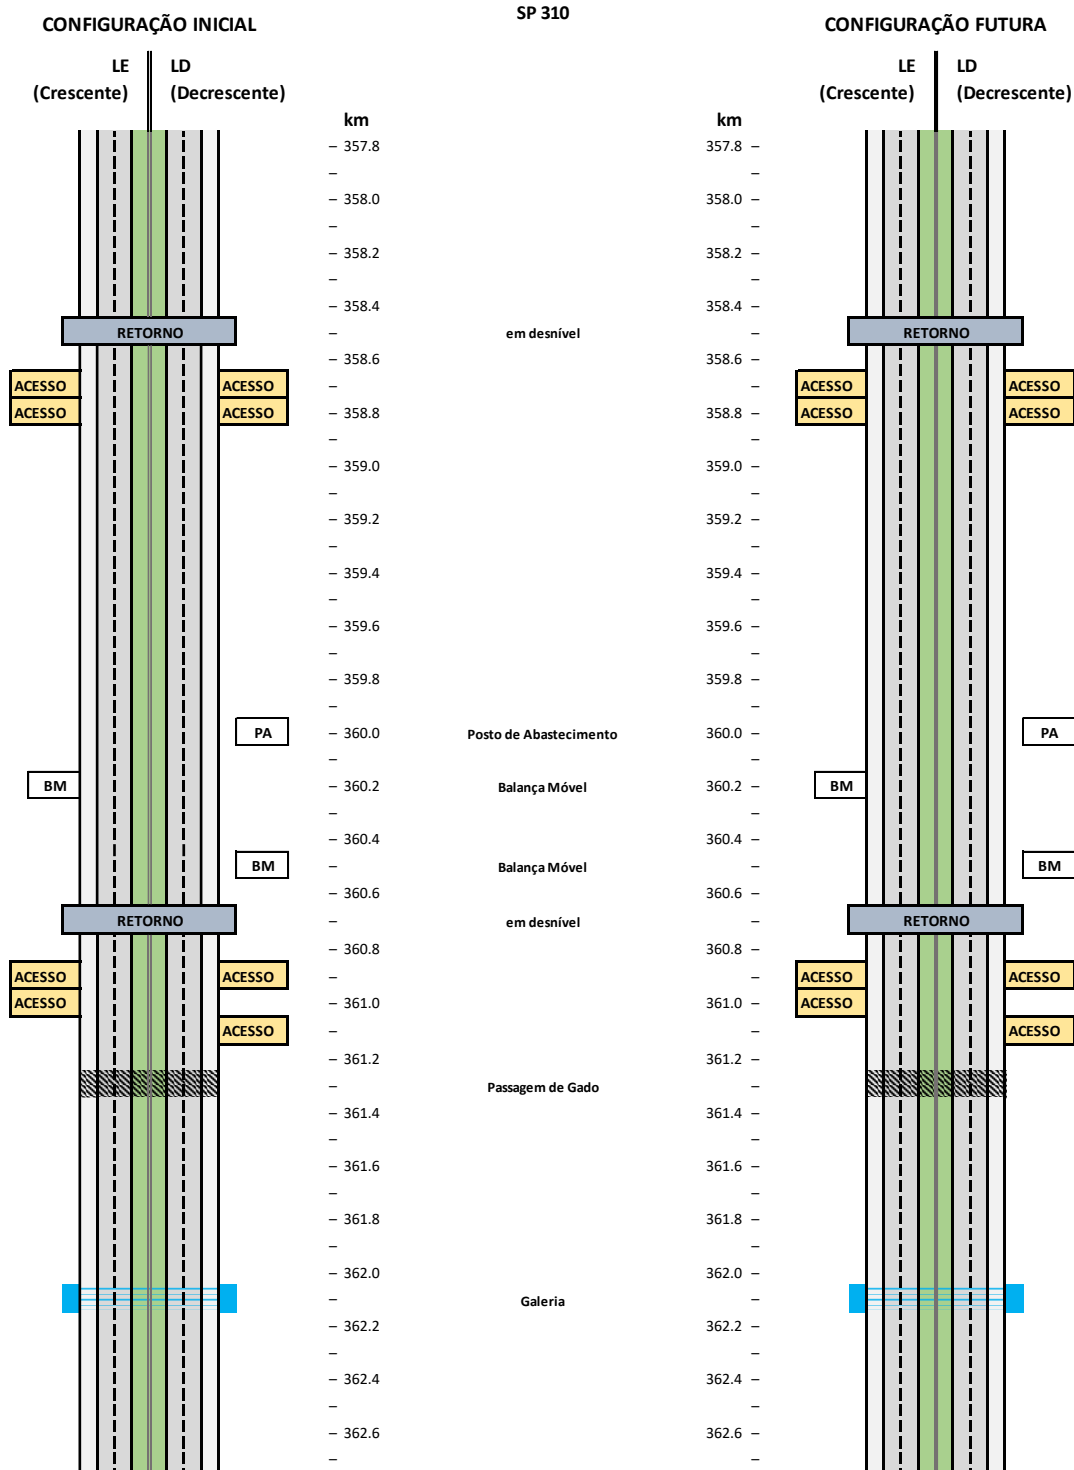 SP 310
CONFIGURAÇÃO INICIAL CONFIGURAÇÃO FUTURA
LE LD LE LD
(Crescente) (Decrescente) (Crescente) (Decrescente)
km km
– 357.8 357.8 –
– –
– 358.0 358.0 –
– –
– 358.2 358.2 –
– –
– 358.4 358.4 –
RETORNO – em desnível – RETORNO
– 358.6 358.6 –
ACESSO ACESSO – – ACESSO ACESSO
ACESSO ACESSO – 358.8 358.8 – ACESSO ACESSO
– –
– 359.0 359.0 –
– –
– 359.2 359.2 –
– –
– 359.4 359.4 –
– –
– 359.6 359.6 –
– –
– 359.8 359.8 –
– –
PA – 360.0 Posto de Abastecimento 360.0 – PA
– –
BM – 360.2 Balança Móvel 360.2 – BM
– –
– 360.4 360.4 –
BM – Balança Móvel – BM
– 360.6 360.6 –
RETORNO – em desnível – RETORNO
– 360.8 360.8 –
ACESSO ACESSO – – ACESSO ACESSO
ACESSO – 361.0 361.0 – ACESSO
ACESSO – – ACESSO
– 361.2 361.2 –
– Passagem de Gado –
– 361.4 361.4 –
– –
– 361.6 361.6 –
– –
– 361.8 361.8 –
– –
– 362.0 362.0 –
– Galeria –
– 362.2 362.2 –
– –
– 362.4 362.4 –
– –
– 362.6 362.6 –
– –